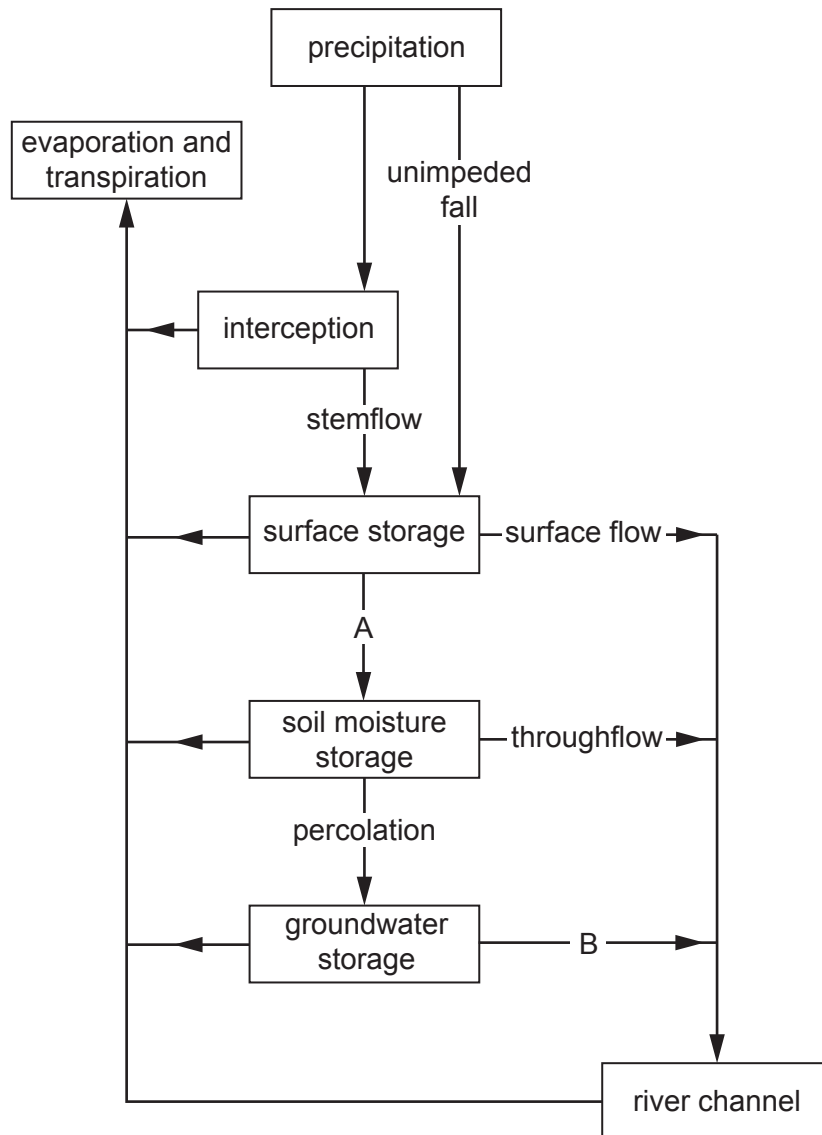 precipitation
evaporation and
transpiration
unimpeded
fall
interception
stemflow
surface storage
surface flow
A
soil moisture
storage
throughflow
percolation
groundwater
storage
B
river channel